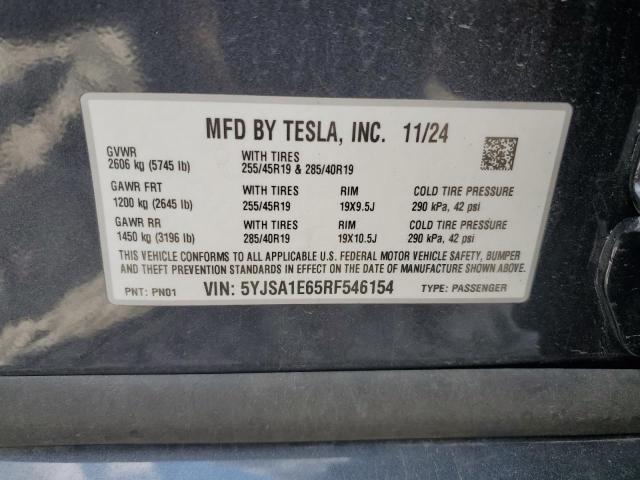 MFD BY TESLA, INC. 11/24
GVWR
2606 kg (5745 lb)
WITH TIRES
255/45R19 & 285/40R19
GAWR FRT
1200 kg (2645 lb)
WITH TIRES
255/45R19
RIM
19X9.5J
COLD TIRE PRESSURE
290 kPa, 42 psi
GAWR RR
1450 kg (3196 lb)
WITH TIRES
285/40R19
RIM
19X10.5J
COLD TIRE PRESSURE
290 kPa, 42 psi
THIS VEHICLE CONFORMS TO ALL APPLICABLE FEDERAL MOTOR VEHICLE SAFETY, BUMPER
AND THEFT PREVENTION STANDARDS IN EFFECT ON THE DATE OF MANUFACTURE SHOWN ABOVE.
PNT: PN01
VIN: 5YJSA1E65RF546154
TYPE: PASSENGER